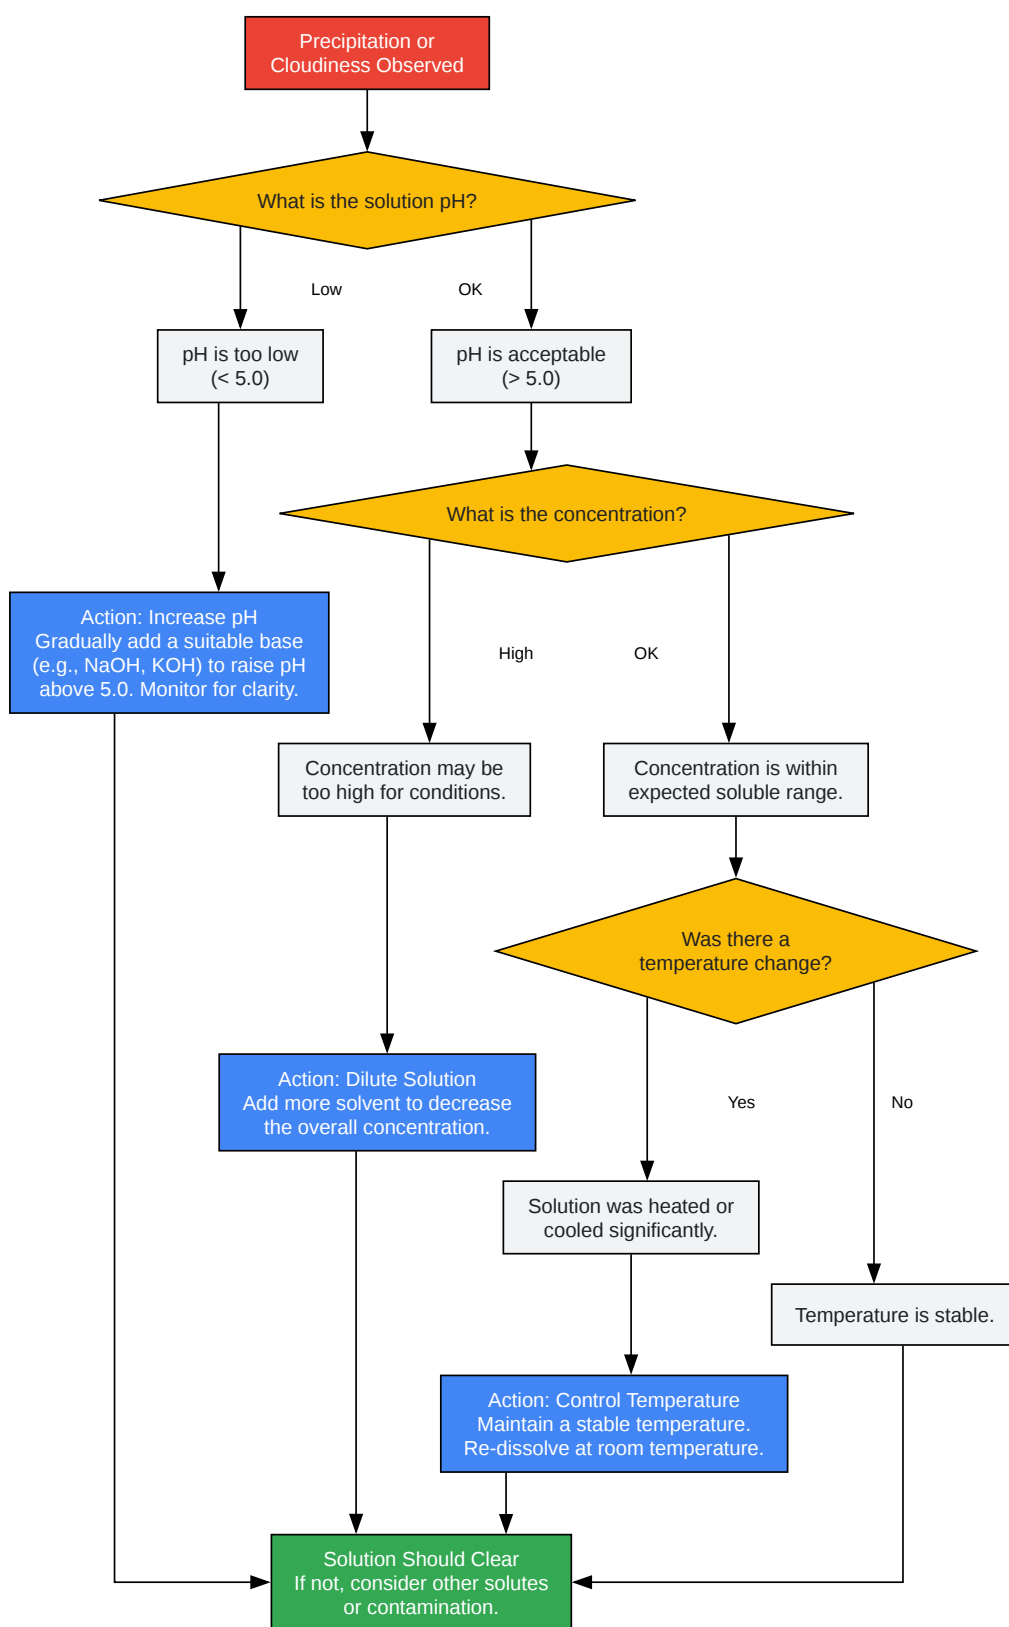 Precipitation or
Cloudiness Observed
What is the solution pH?
Low
OK
pH is too low
(< 5.0)
pH is acceptable
(> 5.0)
What is the concentration?
Action: Increase pH
Gradually add a suitable base
(e.g., NaOH, KOH) to raise pH
above 5.0. Monitor for clarity.
High
OK
Concentration may be
too high for conditions.
Concentration is within
expected soluble range.
Was there a
temperature change?
Action: Dilute Solution
Add more solvent to decrease
the overall concentration.
Yes
No
Solution was heated or
cooled significantly.
Temperature is stable.
Action: Control Temperature
Maintain a stable temperature.
Re-dissolve at room temperature.
Solution Should Clear
If not, consider other solutes
or contamination.